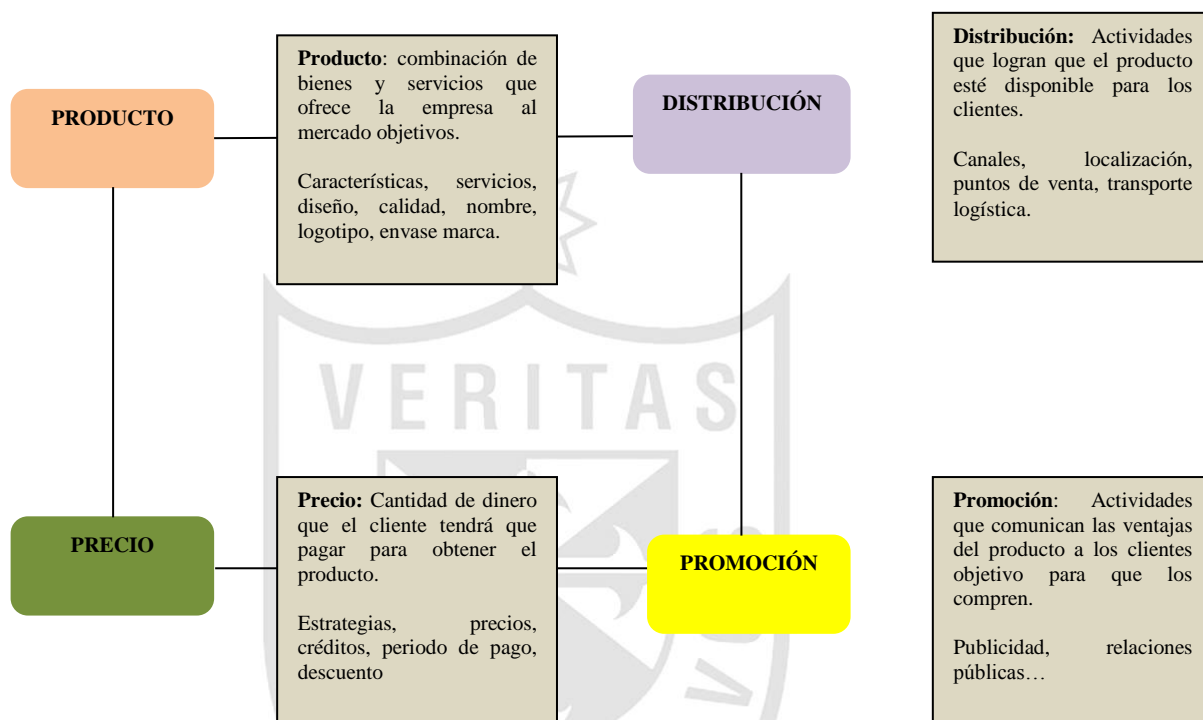 PRODUCTO
Producto: combinación de
bienes y servicios que
ofrece la empresa al
mercado objetivos.
Características, servicios,
diseño, calidad, nombre,
logotipo, envase marca.
DISTRIBUCIÓN
Distribución: Actividades
que logran que el producto
esté disponible para los
clientes.
Canales, localización,
puntos de venta, transporte
logística.
VERITAS
PRECIO
Precio: Cantidad de dinero
que el cliente tendrá que
pagar para obtener el
producto.
Estrategias, precios,
créditos, periodo de pago,
descuento
PROMOCIÓN
Promoción: Actividades
que comunican las ventajas
del producto a los clientes
objetivo para que los
compren.
Publicidad, relaciones
públicas…